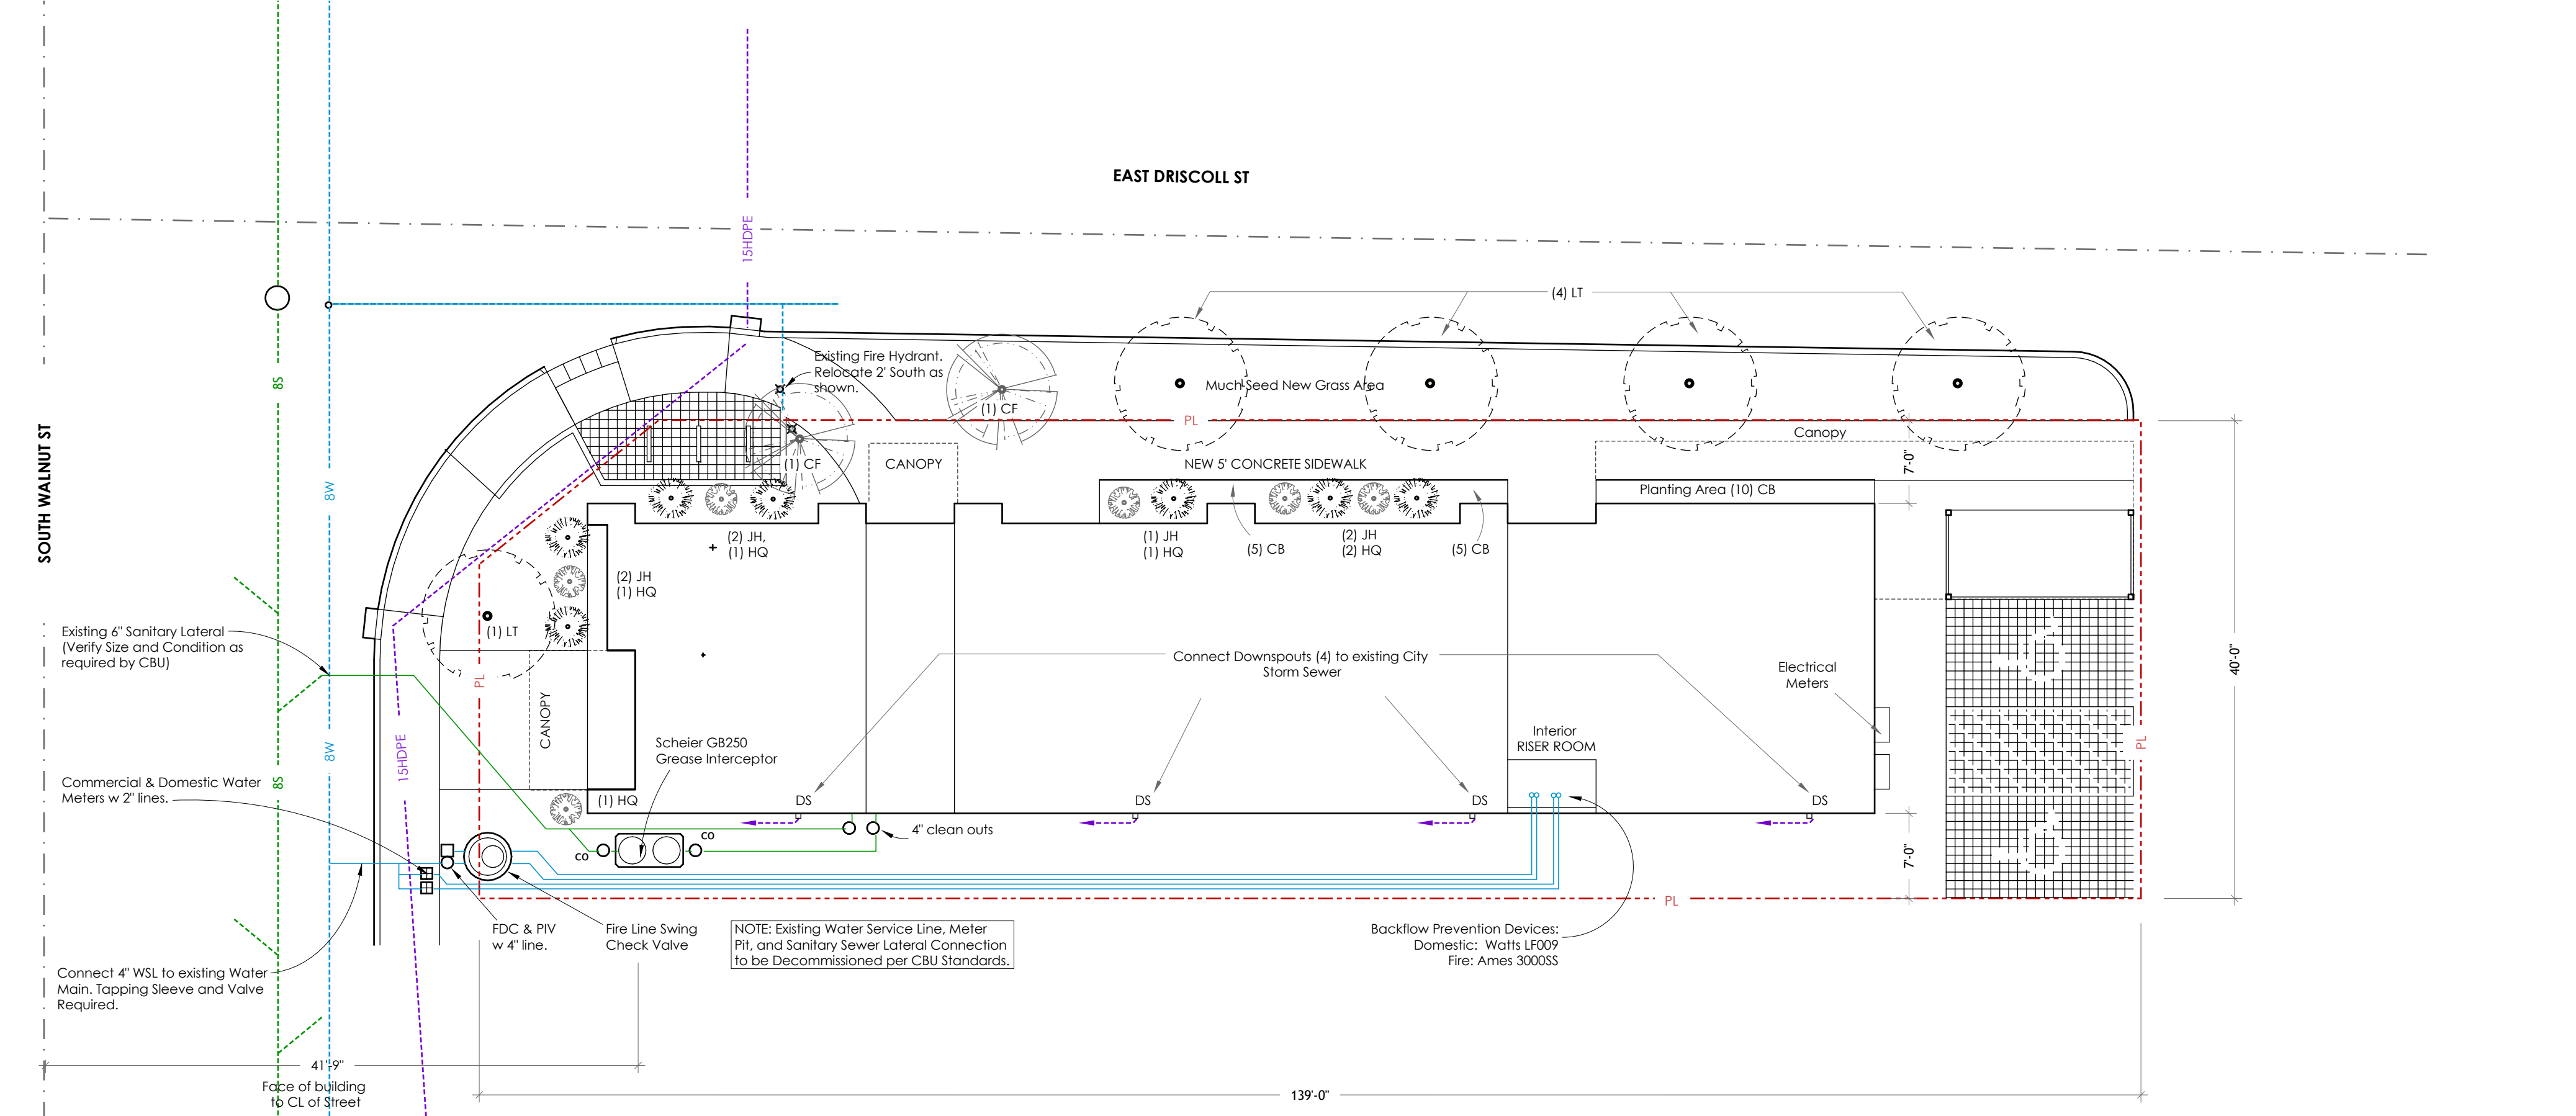 EAST DRISCOLL ST
15HDPE
(4) LT
Existing Fire Hydrant.
Relocate 2' South as
shown.
8S
Much Seed New Grass Area
(1) CF
PL
Canopy
SOUTH WALNUT ST
8W
(1) CF
CANOPY
NEW 5' CONCRETE SIDEWALK
7'-0"
Planting Area (10) CB
(2) JH,
(1) HQ
(1) JH
(1) HQ
(5) CB
(2) JH
(2) HQ
(5) CB
(2) JH
(1) HQ
(1) LT
Existing 6" Sanitary Lateral
(Verify Size and Condition as
required by CBU)
PL
Connect Downspouts (4) to existing City
Storm Sewer
Electrical
Meters
40'-0"
CANOPY
8W
15HDPE
Scheier GB250
Grease Interceptor
Interior
RISER ROOM
PL
8S
Commercial & Domestic Water
Meters w 2" lines.
(1) HQ
DS
DS
DS
DS
4" clean outs
CO
CO
7'-0"
PL
FDC & PIV
w 4" line.
Fire Line Swing
Check Valve
NOTE: Existing Water Service Line, Meter
Pit, and Sanitary Sewer Lateral Connection
to be Decommissioned per CBU Standards.
Backflow Prevention Devices:
Domestic: Watts LF009
Fire: Ames 3000SS
Connect 4" WSL to existing Water
Main. Tapping Sleeve and Valve
Required.
41'-9"
Face of building
to CL of Street
139'-0"